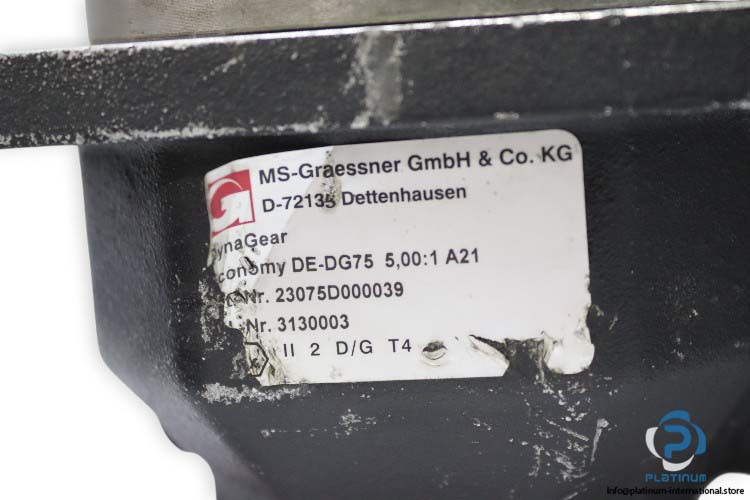 MS-Graessner GmbH & Co. KG
D-72135 Dettenhausen
DynaGear
conomy DE-DG75 5,00:1 A21
Nr. 23075D000039
Nr. 3130003
II 2 D/G T4
PLATINUM
info@platinum-international.store